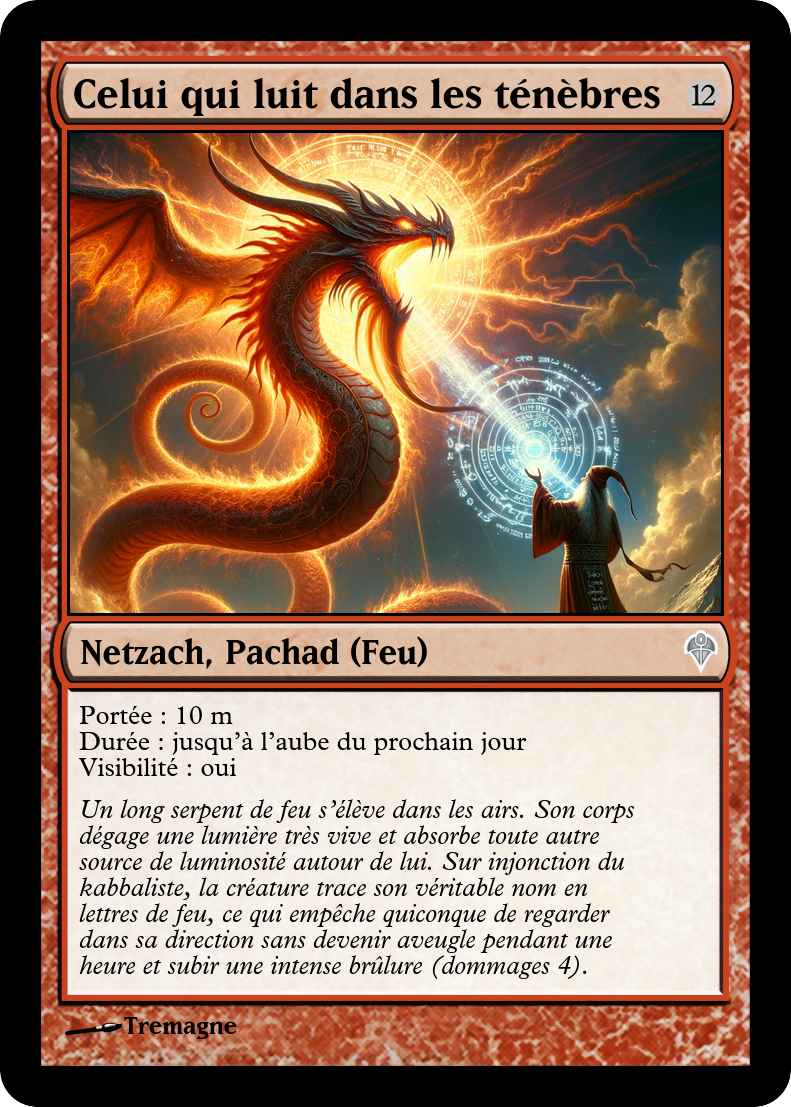 Celui qui luit dans les ténèbres 12
Netzach, Pachad (Feu)
Portée : 10 m
Durée : jusqu'à l'aube du prochain jour
Visibilité : oui
Un long serpent de feu s'élève dans les airs. Son corps
dégage une lumière très vive et absorbe toute autre
source de luminosité autour de lui. Sur injonction du
kabbaliste, la créature trace son véritable nom en
lettres de feu, ce qui empêche quiconque de regarder
dans sa direction sans devenir aveugle pendant une
heure et subir une intense brûlure (dommages 4).
Tremagne